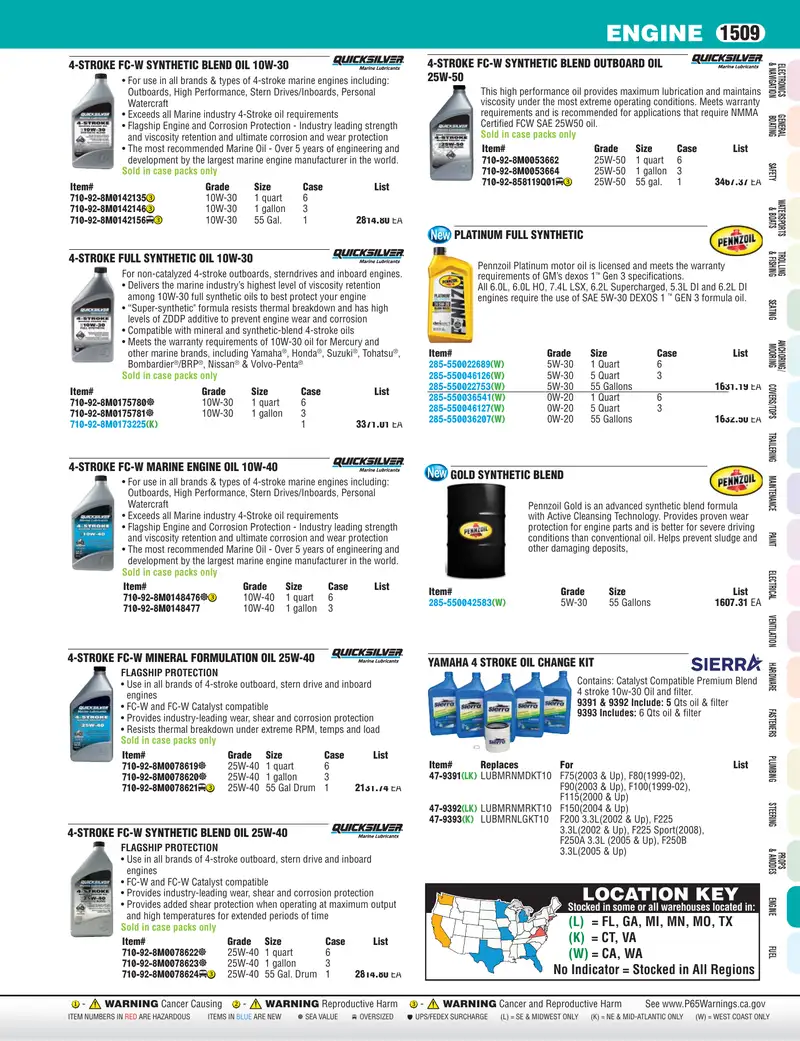 ENGINE 1509
4-STROKE FC-W SYNTHETIC BLEND OIL 10W-30
QUICKSILVER
Marine Lubricants
• For use in all brands & types of 4-stroke marine engines including:
Outboards, High Performance, Stern Drives/Inboards, Personal
Watercraft
• Exceeds all Marine industry 4-Stroke oil requirements
• Flagship Engine and Corrosion Protection - Industry leading strength
and viscosity retention and ultimate corrosion and wear protection
• The most recommended Marine Oil - Over 5 years of engineering and
development by the largest marine engine manufacturer in the world.
Sold in case packs only
Item# Grade Size Case List
710-92-8M0142135 3 10W-30 1 quart 6
710-92-8M0142146 3 10W-30 1 gallon 3
710-92-8M0142156 3 10W-30 55 Gal. 1 2814.80 EA
4-STROKE FULL SYNTHETIC OIL 10W-30
QUICKSILVER
Marine Lubricants
For non-catalyzed 4-stroke outboards, sterndrives and inboard engines.
• Delivers the marine industry's highest level of viscosity retention
among 10W-30 full synthetic oils to best protect your engine
• "Super-synthetic" formula resists thermal breakdown and has high
levels of ZDDP additive to prevent engine wear and corrosion
• Compatible with mineral and synthetic-blend 4-stroke oils
• Meets the warranty requirements of 10W-30 oil for Mercury and
other marine brands, including Yamaha®, Honda®, Suzuki®, Tohatsu®,
Bombardier®/BRP®, Nissan® & Volvo-Penta®
Sold in case packs only
Item# Grade Size Case List
710-92-8M0175780 10W-30 1 quart 6
710-92-8M0175781 10W-30 1 gallon 3
710-92-8M0173225(K) 1 3371.01 EA
4-STROKE FC-W MARINE ENGINE OIL 10W-40
QUICKSILVER
Marine Lubricants
• For use in all brands & types of 4-stroke marine engines including:
Outboards, High Performance, Stern Drives/Inboards, Personal
Watercraft
• Exceeds all Marine industry 4-Stroke oil requirements
• Flagship Engine and Corrosion Protection - Industry leading strength
and viscosity retention and ultimate corrosion and wear protection
• The most recommended Marine Oil - Over 5 years of engineering and
development by the largest marine engine manufacturer in the world.
Sold in case packs only
Item# Grade Size Case List
710-92-8M0148476 3 10W-40 1 quart 6
710-92-8M0148477 10W-40 1 gallon 3
4-STROKE FC-W MINERAL FORMULATION OIL 25W-40
QUICKSILVER
Marine Lubricants
FLAGSHIP PROTECTION
• Use in all brands of 4-stroke outboard, stern drive and inboard
engines
• FC-W and FC-W Catalyst compatible
• Provides industry-leading wear, shear and corrosion protection
• Resists thermal breakdown under extreme RPM, temps and load
Sold in case packs only
Item# Grade Size Case List
710-92-8M0078619 25W-40 1 quart 6
710-92-8M0078620 25W-40 1 gallon 3
710-92-8M0078621 3 25W-40 55 Gal Drum 1 2131.74 EA
4-STROKE FC-W SYNTHETIC BLEND OIL 25W-40
QUICKSILVER
Marine Lubricants
FLAGSHIP PROTECTION
• Use in all brands of 4-stroke outboard, stern drive and inboard
engines
• FC-W and FC-W Catalyst compatible
• Provides industry-leading wear, shear and corrosion protection
• Provides added shear protection when operating at maximum output
and high temperatures for extended periods of time
Sold in case packs only
Item# Grade Size Case List
710-92-8M0078622 25W-40 1 quart 6
710-92-8M0078623 25W-40 1 gallon 3
710-92-8M0078624 3 25W-40 55 Gal. Drum 1 2814.80 EA
4-STROKE FC-W SYNTHETIC BLEND OUTBOARD OIL
25W-50
QUICKSILVER
Marine Lubricants
This high performance oil provides maximum lubrication and maintains
viscosity under the most extreme operating conditions. Meets warranty
requirements and is recommended for applications that require NMMA
Certified FCW SAE 25W50 oil.
Sold in case packs only
Item# Grade Size Case List
710-92-8M0053662 25W-50 1 quart 6
710-92-8M0053664 25W-50 1 gallon 3
710-92-858119Q01 3 25W-50 55 gal. 1 3467.37 EA
New PLATINUM FULL SYNTHETIC
PENNZOIL
Pennzoil Platinum motor oil is licensed and meets the warranty
requirements of GM's dexos 1™ Gen 3 specifications.
All 6.0L, 6.0L HO, 7.4L LSX, 6.2L Supercharged, 5.3L DI and 6.2L DI
engines require the use of SAE 5W-30 DEXOS 1 ™ GEN 3 formula oil.
Item# Grade Size Case List
285-550022689(W) 5W-30 1 Quart 6
285-550046126(W) 5W-30 5 Quart 3
285-550022753(W) 5W-30 55 Gallons 1631.19 EA
285-550036541(W) 0W-20 1 Quart 6
285-550046127(W) 0W-20 5 Quart 3
285-550036207(W) 0W-20 55 Gallons 1632.50 EA
New GOLD SYNTHETIC BLEND
PENNZOIL
Pennzoil Gold is an advanced synthetic blend formula
with Active Cleansing Technology. Provides proven wear
protection for engine parts and is better for severe driving
conditions than conventional oil. Helps prevent sludge and
other damaging deposits,
Item# Grade Size List
285-550042583(W) 5W-30 55 Gallons 1607.31 EA
YAMAHA 4 STROKE OIL CHANGE KIT
SIERRA
Contains: Catalyst Compatible Premium Blend
4 stroke 10w-30 Oil and filter.
9391 & 9392 Include: 5 Qts oil & filter
9393 Includes: 6 Qts oil & filter
Item# Replaces For List
47-9391(LK) LUBMRNMDKT10 F75(2003 & Up), F80(1999-02),
F90(2003 & Up), F100(1999-02),
F115(2000 & Up)
47-9392(LK) LUBMRNMRKT10 F150(2004 & Up)
47-9393(K) LUBMRNLGKT10 F200 3.3L(2002 & Up), F225
3.3L(2002 & Up), F225 Sport(2008),
F250A 3.3L (2005 & Up), F250B
3.3L(2005 & Up)
LOCATION KEY
Stocked in some or all warehouses located in:
(L) = FL, GA, MI, MN, MO, TX
(K) = CT, VA
(W) = CA, WA
No Indicator = Stocked in All Regions
ELECTRONICS
& NAVIGATION
GENERAL
BOATING
SAFETY
WATERSPORTS
& BOATS
TROLLING
& FISHING
SEATING
ANCHORING/
MOORING
COVERS/TOPS
TRAILERING
MAINTENANCE
PAINT
ELECTRICAL
VENTILATION
HARDWARE
FASTENERS
PLUMBING
STEERING
PROPS
& ANODES
ENGINE
FUEL
1 - WARNING Cancer Causing 2 - WARNING Reproductive Harm 3 - WARNING Cancer and Reproductive Harm See www.P65Warnings.ca.gov
ITEM NUMBERS IN RED ARE HAZARDOUS ITEMS IN BLUE ARE NEW SEA VALUE OVERSIZED UPS/FEDEX SURCHARGE (L) = SE & MIDWEST ONLY (K) = NE & MID-ATLANTIC ONLY (W) = WEST COAST ONLY